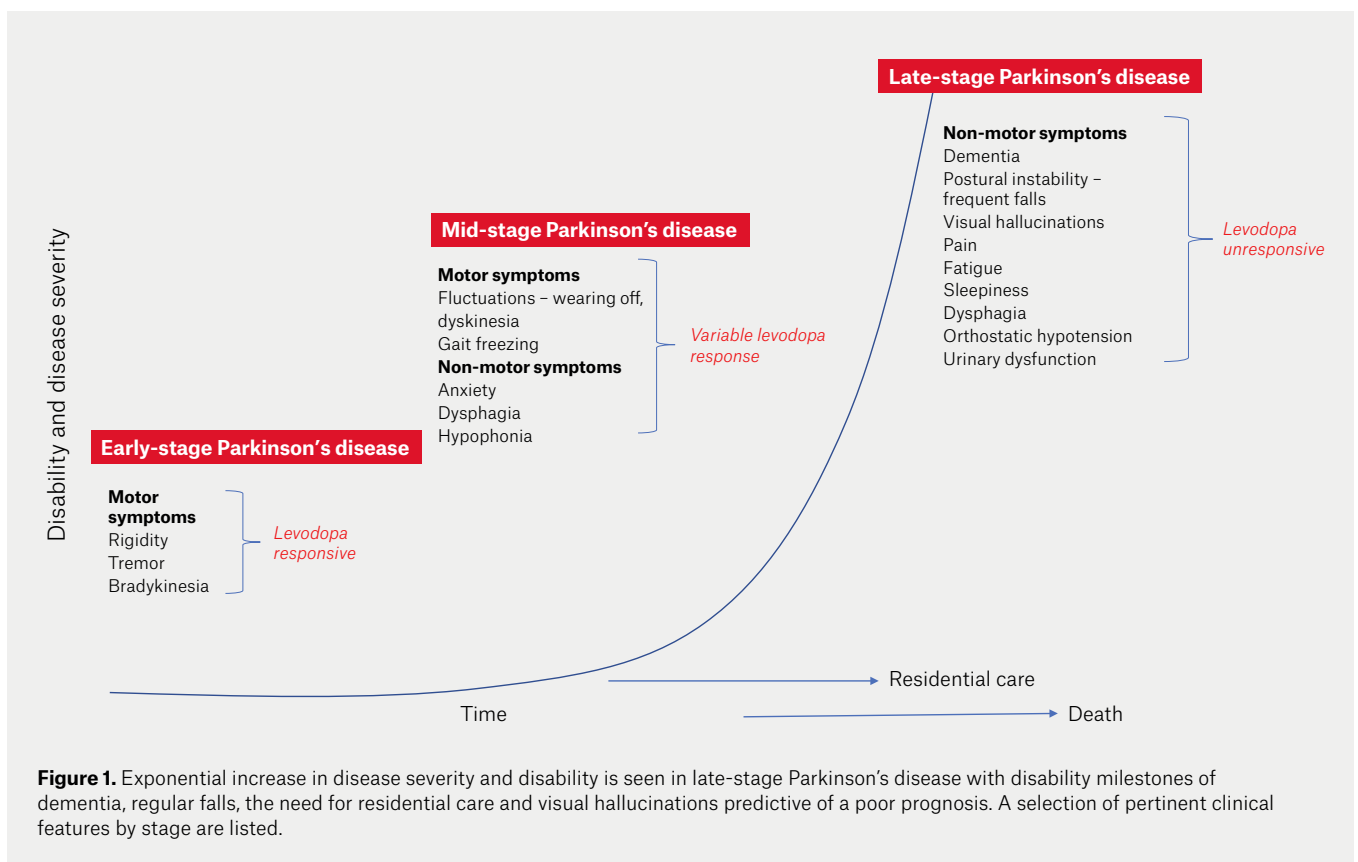 Late-stage Parkinson's disease
Non-motor symptoms
Dementia
Postural instability –
frequent falls
Visual hallucinations
Pain
Fatigue
Sleepiness
Dysphagia
Orthostatic hypotension
Urinary dysfunction
Levodopa
unresponsive
Mid-stage Parkinson's disease
Motor symptoms
Fluctuations – wearing off,
dyskinesia
Gait freezing
Non-motor symptoms
Anxiety
Dysphagia
Hypophonia
Variable levodopa
response
Early-stage Parkinson's disease
Motor
symptoms
Rigidity
Tremor
Bradykinesia
Levodopa
responsive
Disability and disease severity
Residential care
Time
Death
Figure 1. Exponential increase in disease severity and disability is seen in late-stage Parkinson's disease with disability milestones of
dementia, regular falls, the need for residential care and visual hallucinations predictive of a poor prognosis. A selection of pertinent clinical
features by stage are listed.